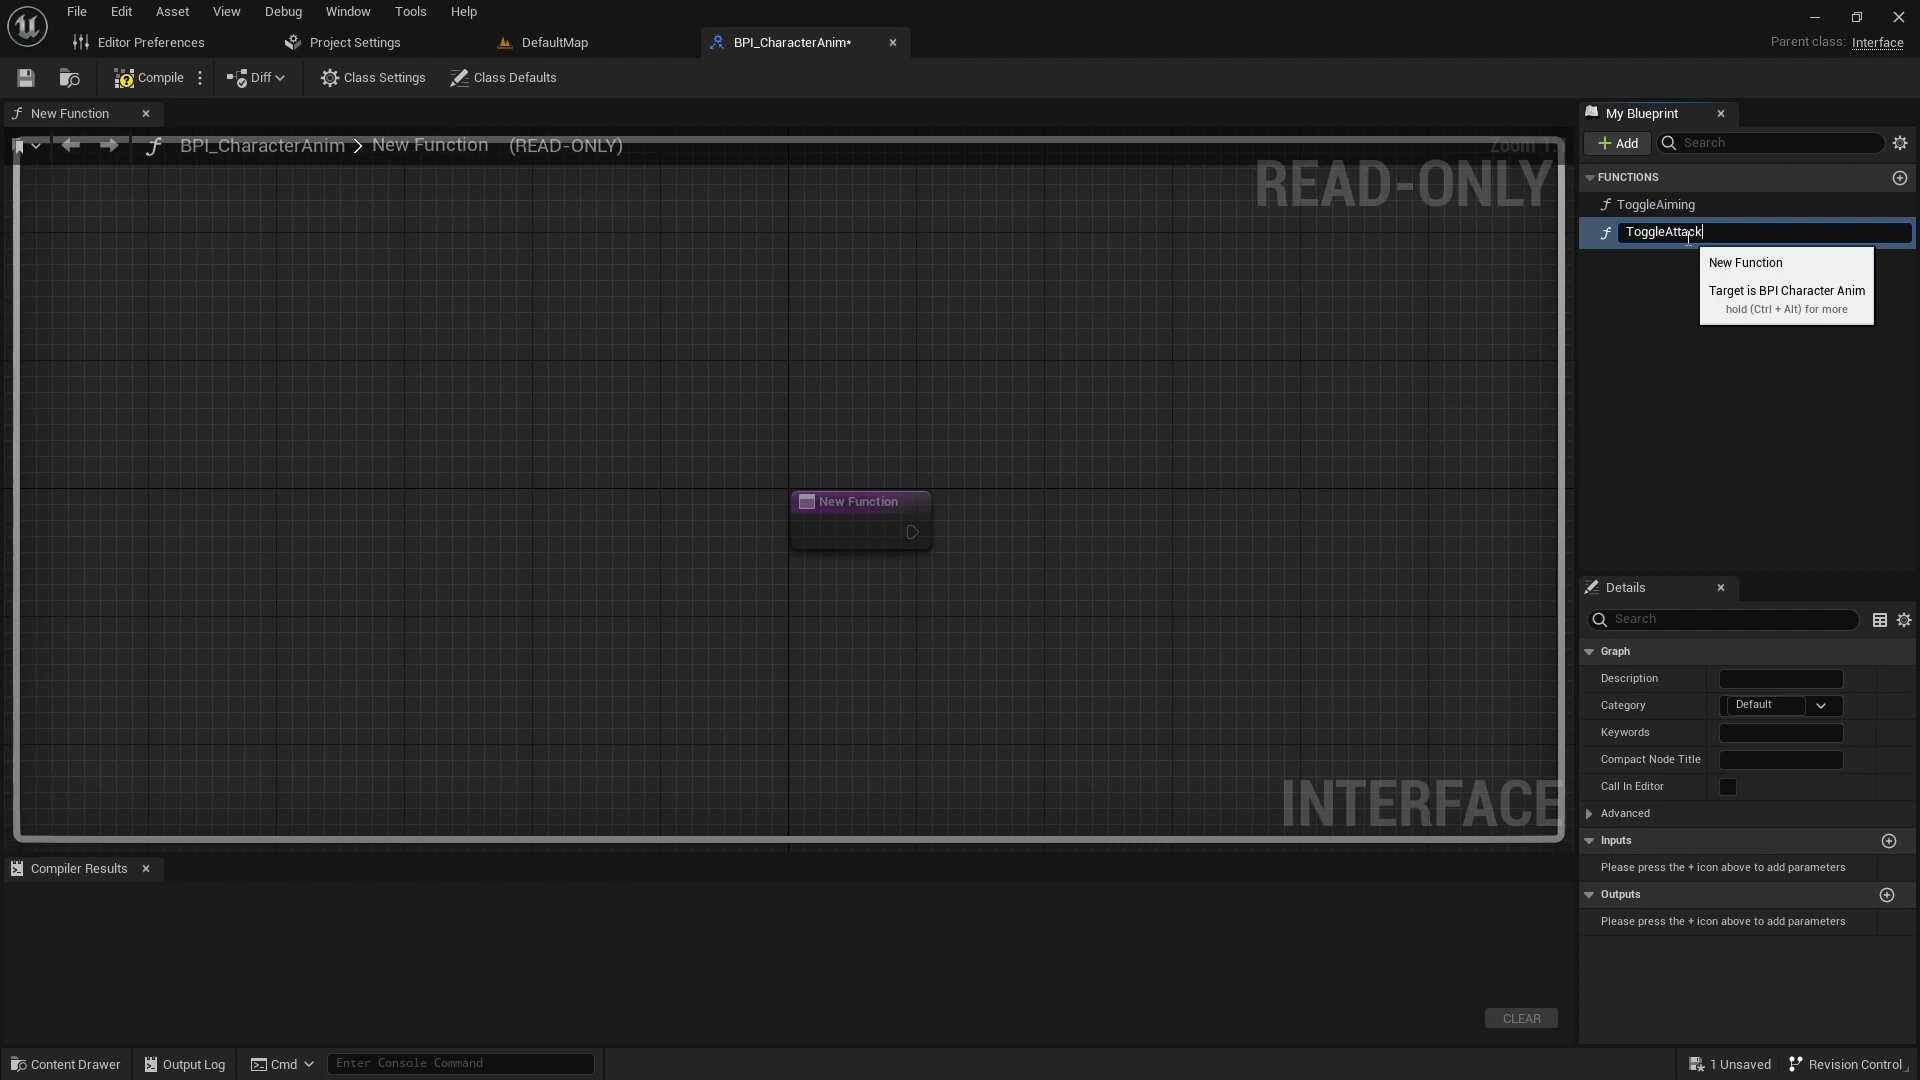 File Edit Asset View Debug Window Tools Help
Editor Preferences Project Settings DefaultMap BPI_CharacterAnim* Parent class: Interface
Compile Diff Class Settings Class Defaults
New Function
BPI_CharacterAnim > New Function (READ-ONLY)
READ-ONLY
New Function
INTERFACE
Compiler Results
CLEAR
My Blueprint
+ Add Search
FUNCTIONS
ToggleAiming
ToggleAttack
New Function
Target is BPI Character Anim
hold (Ctrl + Alt) for more
Details
Search
Graph
Description
Category Default
Keywords
Compact Node Title
Call In Editor
Advanced
Inputs
Please press the + icon above to add parameters
Outputs
Please press the + icon above to add parameters
Content Drawer Output Log Cmd Enter Console Command 1 Unsaved Revision Control